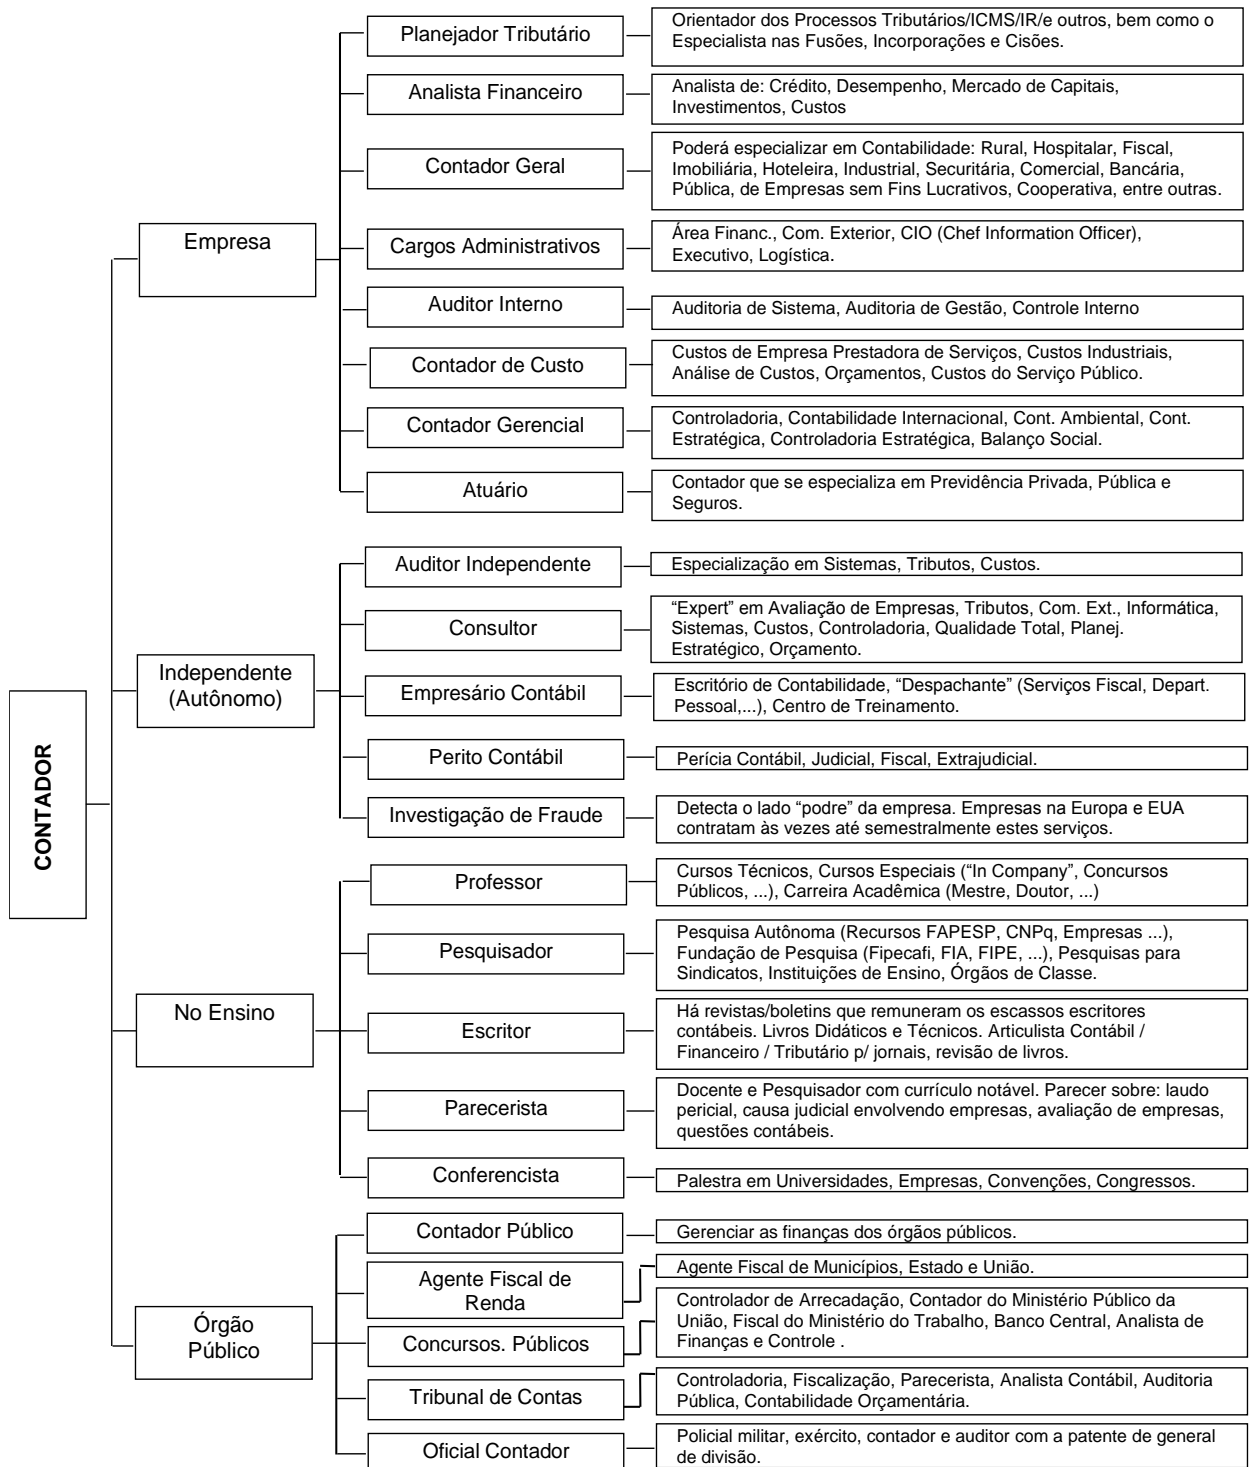 CONTADOR
Empresa
Planejador Tributário
Orientador dos Processos Tributários/ICMS/IR/e outros, bem como o
Especialista nas Fusões, Incorporações e Cisões.
Analista Financeiro
Analista de: Crédito, Desempenho, Mercado de Capitais,
Investimentos, Custos
Contador Geral
Poderá especializar em Contabilidade: Rural, Hospitalar, Fiscal,
Imobiliária, Hoteleira, Industrial, Securitária, Comercial, Bancária,
Pública, de Empresas sem Fins Lucrativos, Cooperativa, entre outras.
Cargos Administrativos
Área Financ., Com. Exterior, CIO (Chef Information Officer),
Executivo, Logística.
Auditor Interno
Auditoria de Sistema, Auditoria de Gestão, Controle Interno
Contador de Custo
Custos de Empresa Prestadora de Serviços, Custos Industriais,
Análise de Custos, Orçamentos, Custos do Serviço Público.
Contador Gerencial
Controladoria, Contabilidade Internacional, Cont. Ambiental, Cont.
Estratégica, Controladoria Estratégica, Balanço Social.
Atuário
Contador que se especializa em Previdência Privada, Pública e
Seguros.
Independente
(Autônomo)
Auditor Independente
Especialização em Sistemas, Tributos, Custos.
Consultor
“Expert” em Avaliação de Empresas, Tributos, Com. Ext., Informática,
Sistemas, Custos, Controladoria, Qualidade Total, Planej.
Estratégico, Orçamento.
Empresário Contábil
Escritório de Contabilidade, “Despachante” (Serviços Fiscal, Depart.
Pessoal,...), Centro de Treinamento.
Perito Contábil
Perícia Contábil, Judicial, Fiscal, Extrajudicial.
Investigação de Fraude
Detecta o lado “podre” da empresa. Empresas na Europa e EUA
contratam às vezes até semestralmente estes serviços.
No Ensino
Professor
Cursos Técnicos, Cursos Especiais (“In Company”, Concursos
Públicos, ...), Carreira Acadêmica (Mestre, Doutor, ...)
Pesquisador
Pesquisa Autônoma (Recursos FAPESP, CNPq, Empresas ...),
Fundação de Pesquisa (Fipecafi, FIA, FIPE, ...), Pesquisas para
Sindicatos, Instituições de Ensino, Órgãos de Classe.
Escritor
Há revistas/boletins que remuneram os escassos escritores
contábeis. Livros Didáticos e Técnicos. Articulista Contábil /
Financeiro / Tributário p/ jornais, revisão de livros.
Parecerista
Docente e Pesquisador com currículo notável. Parecer sobre: laudo
pericial, causa judicial envolvendo empresas, avaliação de empresas,
questões contábeis.
Conferencista
Palestra em Universidades, Empresas, Convenções, Congressos.
Órgão
Público
Contador Público
Gerenciar as finanças dos órgãos públicos.
Agente Fiscal de
Renda
Agente Fiscal de Municípios, Estado e União.
Concursos. Públicos
Controlador de Arrecadação, Contador do Ministério Público da
União, Fiscal do Ministério do Trabalho, Banco Central, Analista de
Finanças e Controle .
Tribunal de Contas
Controladoria, Fiscalização, Parecerista, Analista Contábil, Auditoria
Pública, Contabilidade Orçamentária.
Oficial Contador
Policial militar, exército, contador e auditor com a patente de general
de divisão.